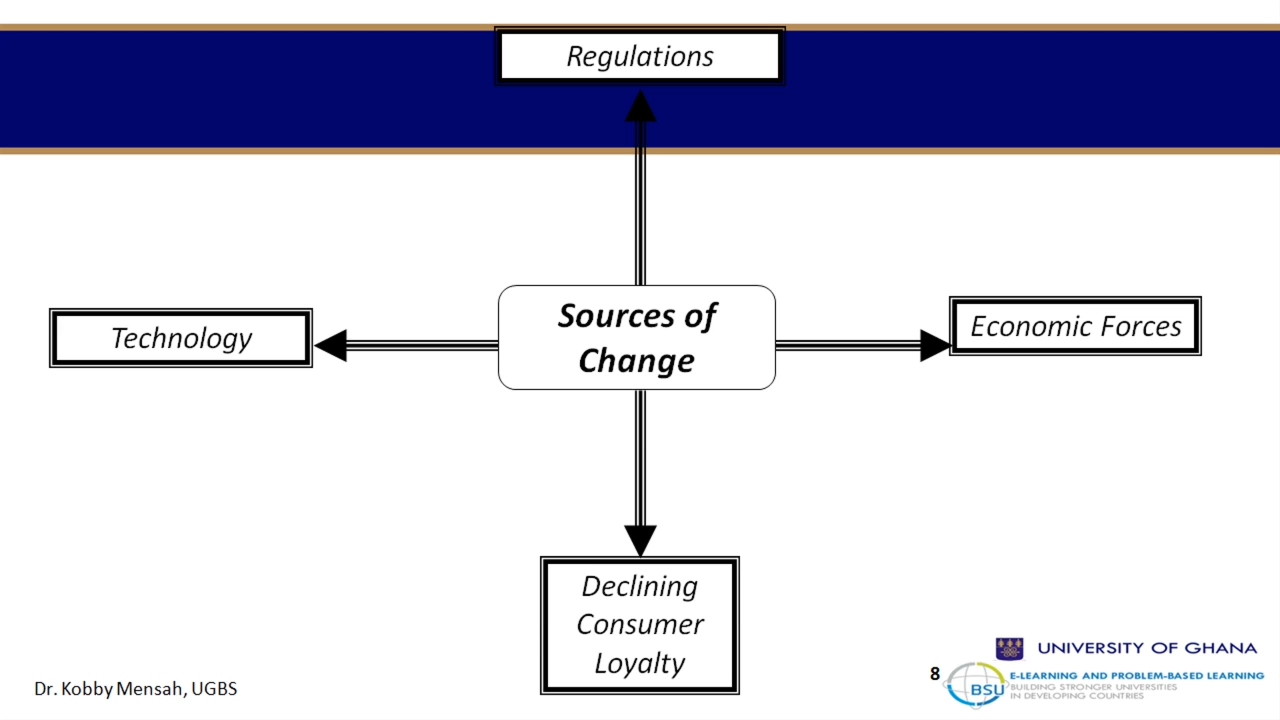 Regulations
Sources of
Change
Technology
Economic Forces
Declining
Consumer
Loyalty
Dr. Kobby Mensah, UGBS
8
UNIVERSITY OF GHANA
BSU
E-LEARNING AND PROBLEM-BASED LEARNING
BUILDING STRONGER UNIVERSITIES
IN DEVELOPING COUNTRIES